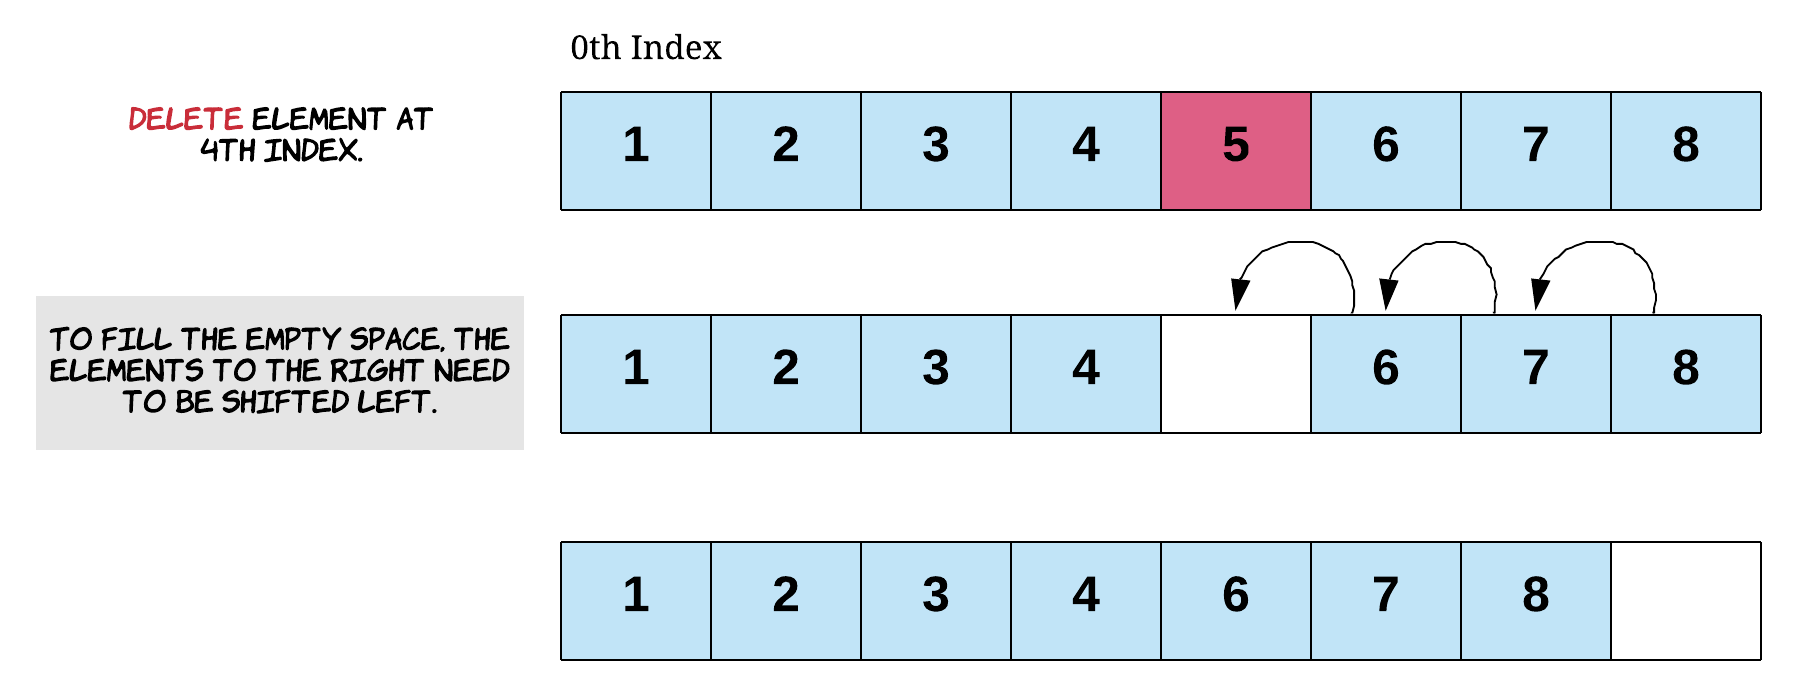 0th Index
DELETE ELEMENT AT
4TH INDEX.
1 2 3 4 5 6 7 8
TO FILL THE EMPTY SPACE, THE
ELEMENTS TO THE RIGHT NEED
TO BE SHIFTED LEFT.
1 2 3 4 6 7 8
1 2 3 4 6 7 8